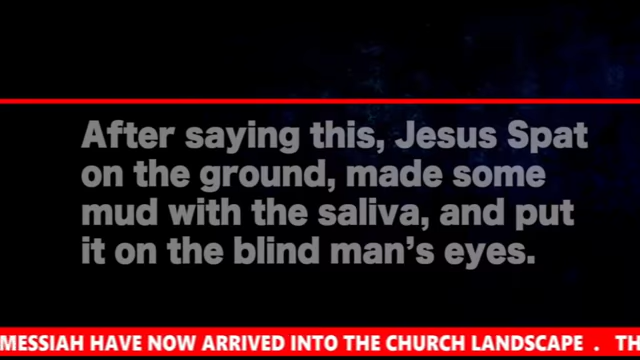 After saying this, Jesus Spat
on the ground, made some
mud with the saliva, and put
it on the blind man's eyes.
MESSIAH HAVE NOW ARRIVED INTO THE CHURCH LANDSCAPE . TH